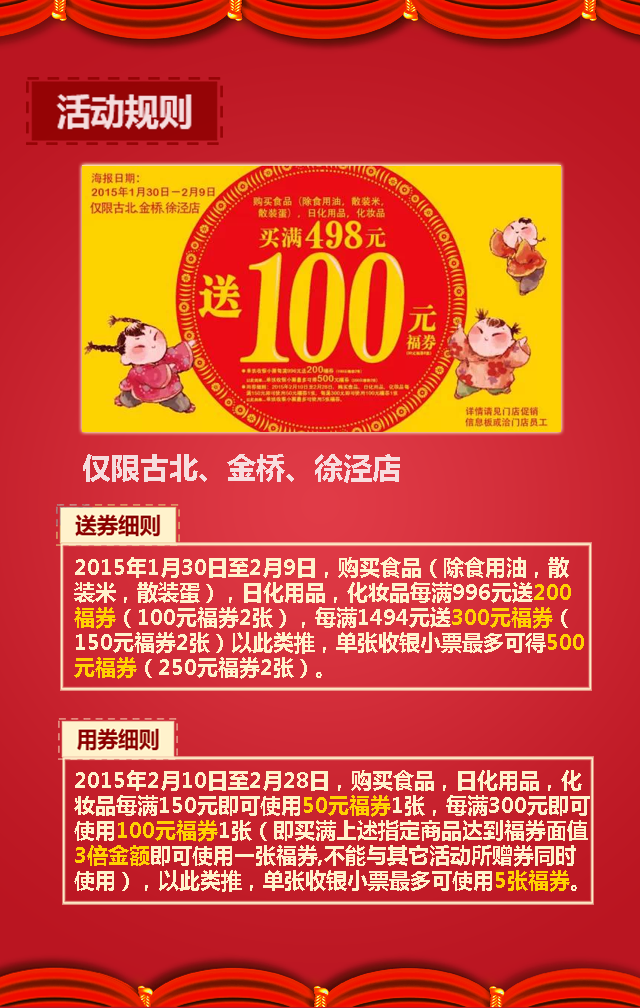 活动规则
海报日期：
2015年1月30日－2月9日
仅限古北、金桥、徐泾店
购买食品（除食用油，散装米，
散装蛋），日化用品，化妆品
买满498元
送100元
福券
详情请见门店促销
信息板或洽门店员工
仅限古北、金桥、徐泾店
送券细则
2015年1月30日至2月9日，购买食品（除食用油，散
装米，散装蛋），日化用品，化妆品每满996元送200
福券（100元福券2张），每满1494元送300元福券（
150元福券2张）以此类推，单张收银小票最多可得500
元福券（250元福券2张）。
用券细则
2015年2月10日至2月28日，购买食品，日化用品，化
妆品每满150元即可使用50元福券1张，每满300元即可
使用100元福券1张（即买满上述指定商品达到福券面值
3倍金额即可使用一张福券,不能与其它活动所赠券同时
使用），以此类推，单张收银小票最多可使用5张福券。